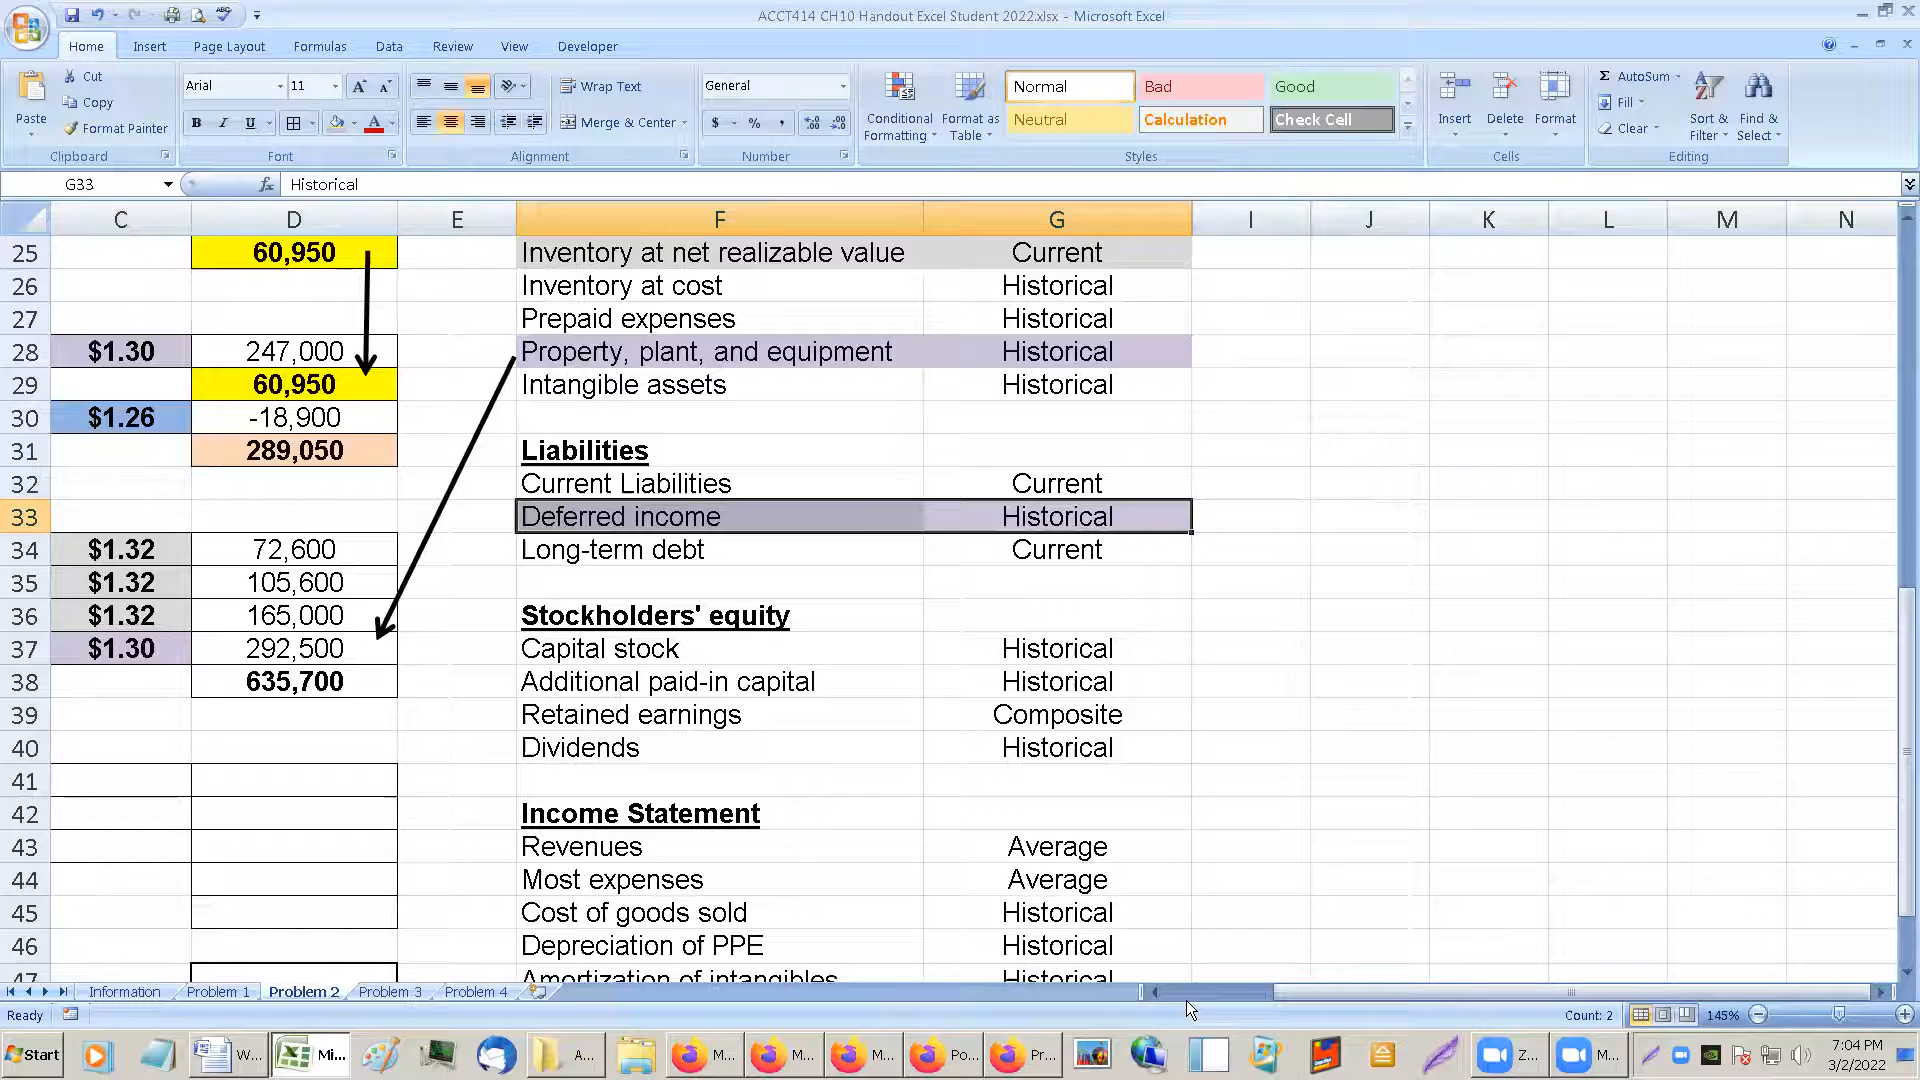 ACCT414 CH10 Handout Excel Student 2022.xlsx - Microsoft Excel
Home Insert Page Layout Formulas Data Review View Developer
Paste
Cut
Copy
Format Painter
Clipboard
Arial 11
B I U
Font
Wrap Text
Merge & Center
Alignment
General
$ % ,
Number
Conditional Formatting
Format as Table
Normal Bad Good
Neutral Calculation Check Cell
Styles
Insert Delete Format
Cells
Σ AutoSum
Fill
Clear
Sort & Filter
Find & Select
Editing
G33 fx Historical
C D E F G I J K L M N
25 60,950 Inventory at net realizable value Current
26 Inventory at cost Historical
27 Prepaid expenses Historical
28 $1.30 247,000 Property, plant, and equipment Historical
29 60,950 Intangible assets Historical
30 $1.26 -18,900
31 289,050 Liabilities
32 Current Liabilities Current
33 Deferred income Historical
34 $1.32 72,600 Long-term debt Current
35 $1.32 105,600
36 $1.32 165,000 Stockholders' equity
37 $1.30 292,500 Capital stock Historical
38 635,700 Additional paid-in capital Historical
39 Retained earnings Composite
40 Dividends Historical
41
42 Income Statement
43 Revenues Average
44 Most expenses Average
45 Cost of goods sold Historical
46 Depreciation of PPE Historical
47 Amortization of intangibles Historical
Information Problem 1 Problem 2 Problem 3 Problem 4
Ready Count: 2 145%
Start W... Mi... A... M... M... M... Po... Pr... Z... M... 7:04 PM
3/2/2022